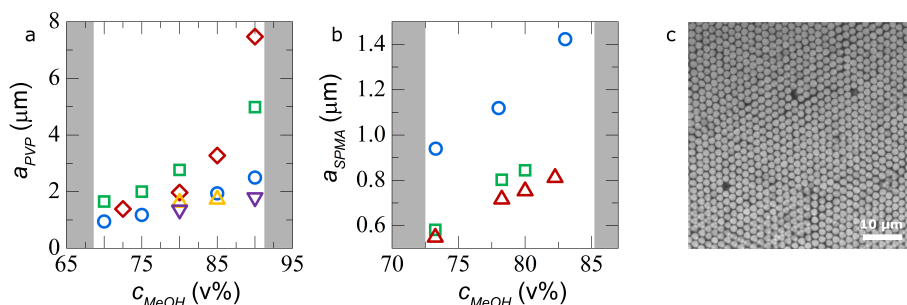 a
b
c
8
6
4
2
0
65 70 75 80 85 90 95
a_PVP (μm)
c_MeOH (v%)
1.4
1.2
1.0
0.8
0.6
70 75 80 85
a_SPMA (μm)
c_MeOH (v%)
10 μm